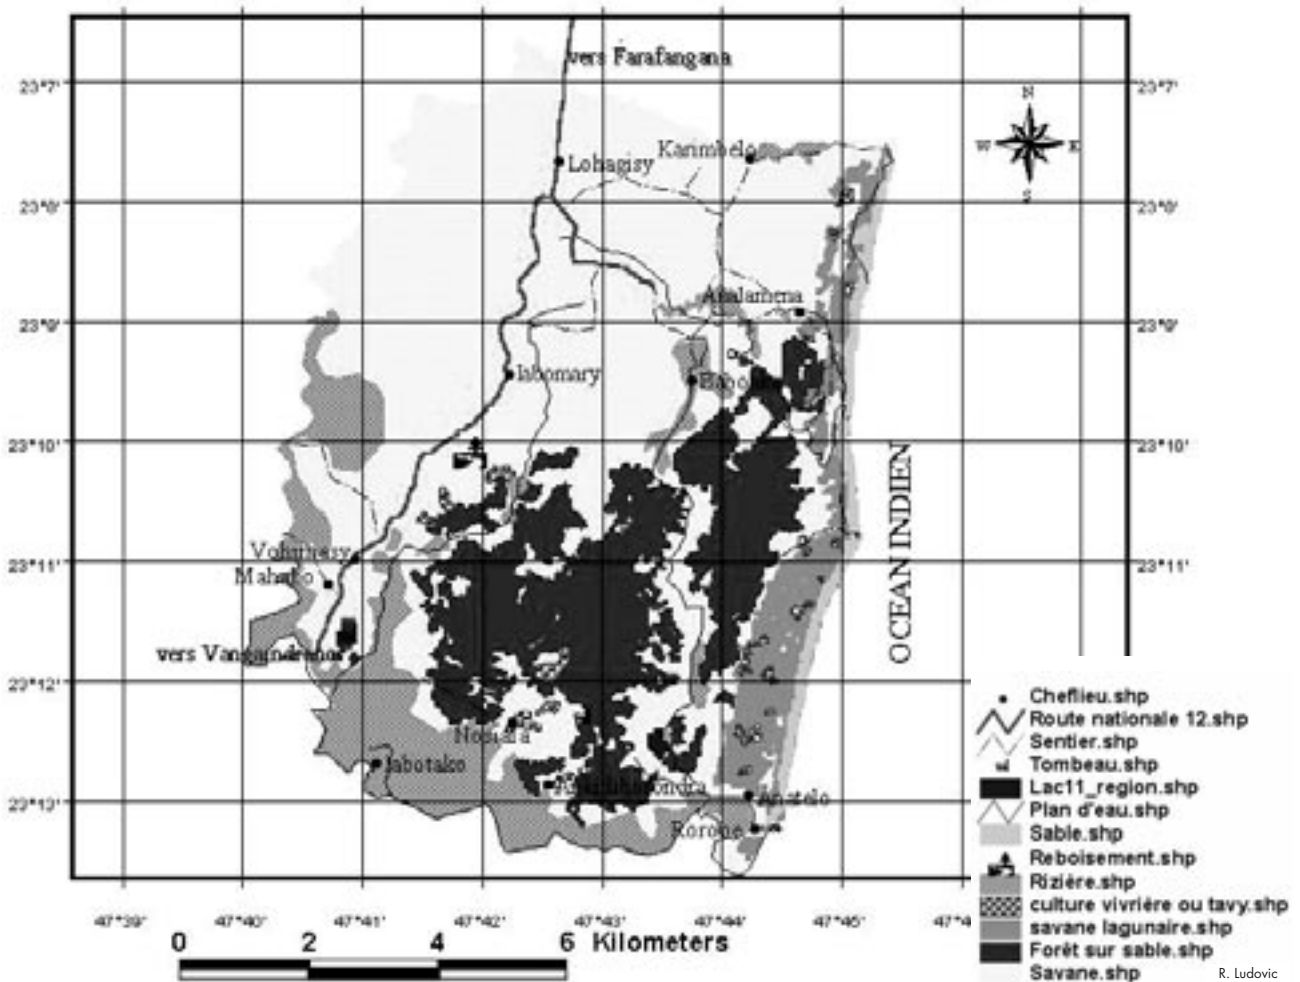 vers Farafangana
23°7'
23°7'
N
W
S
Karimbelo
Lohagisy
23°8'
23°8'
Analamena
23°9'
23°9'
Iabomary
23°10'
23°10'
OCEAN INDIEN
Mahabo
23°11'
23°11'
vers Vangaindrano
23°12'
23°12'
Nosiala
Iabotako
23°13'
23°13'
Anatelo
Rorone
47°39'
47°40'
47°41'
47°42'
47°43'
47°44'
47°45'
0 2 4 6 Kilometers
Cheflieu.shp
Route nationale 12.shp
Sentier.shp
Tombeau.shp
Lac11_region.shp
Plan d'eau.shp
Sable.shp
Reboisement.shp
Rizière.shp
culture vivrière ou tavy.shp
savane lagunaire.shp
Forêt sur sable.shp
Savane.shp
R. Ludovic